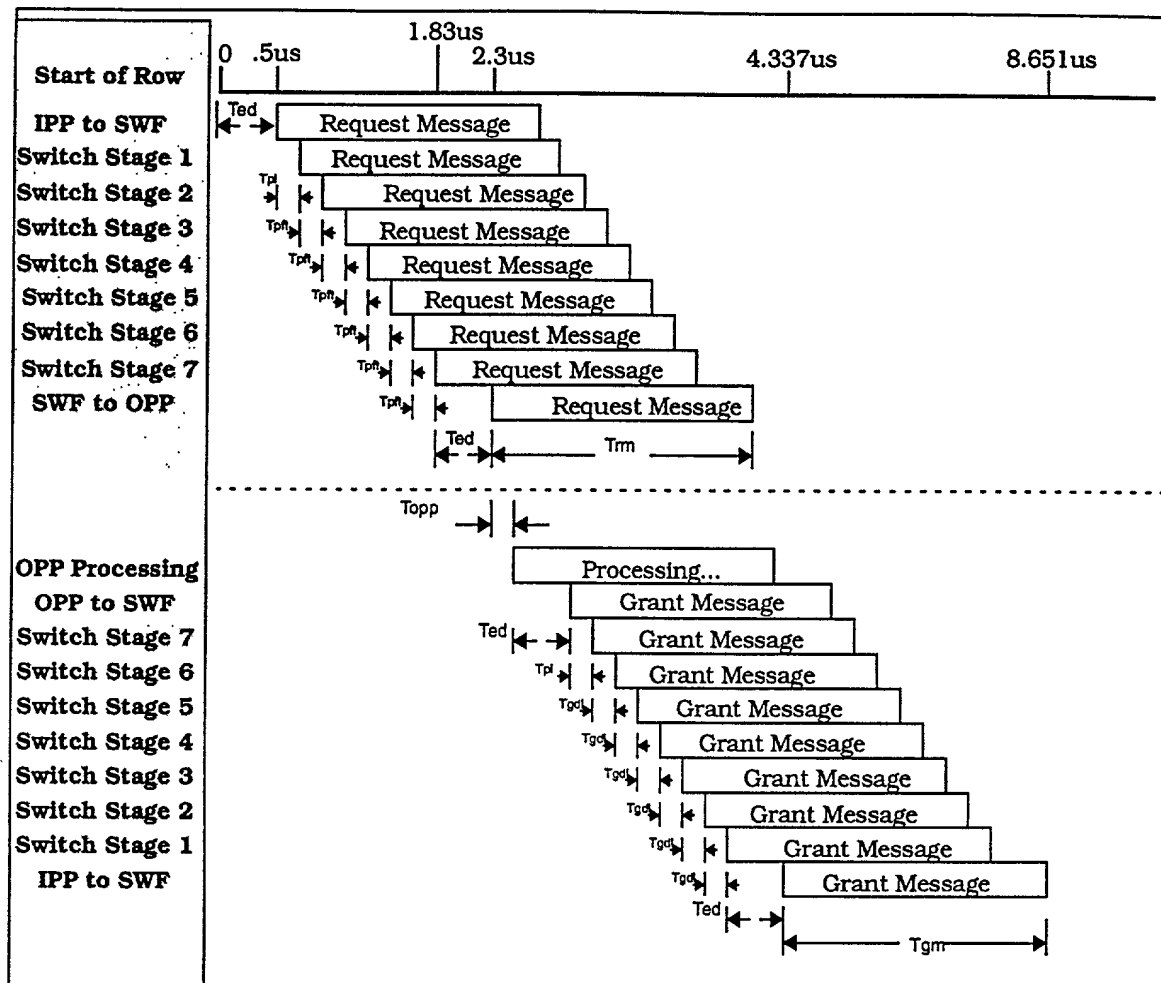 1.83us
0 .5us 2.3us 4.337us 8.651us
Start of Row
Ted
IPP to SWF Request Message
Switch Stage 1 Request Message
Tpl
Switch Stage 2 Request Message
Tpft
Switch Stage 3 Request Message
Tpft
Switch Stage 4 Request Message
Tpft
Switch Stage 5 Request Message
Tpft
Switch Stage 6 Request Message
Tpft
Switch Stage 7 Request Message
Tpft
SWF to OPP Request Message
Ted Trm
Topp
OPP Processing Processing...
OPP to SWF Grant Message
Ted
Switch Stage 7 Grant Message
Tpl
Switch Stage 6 Grant Message
Tgdl
Switch Stage 5 Grant Message
Tgdl
Switch Stage 4 Grant Message
Tgdl
Switch Stage 3 Grant Message
Tgdl
Switch Stage 2 Grant Message
Tgdl
Switch Stage 1 Grant Message
Tgdl
IPP to SWF Grant Message
Ted
Tgm